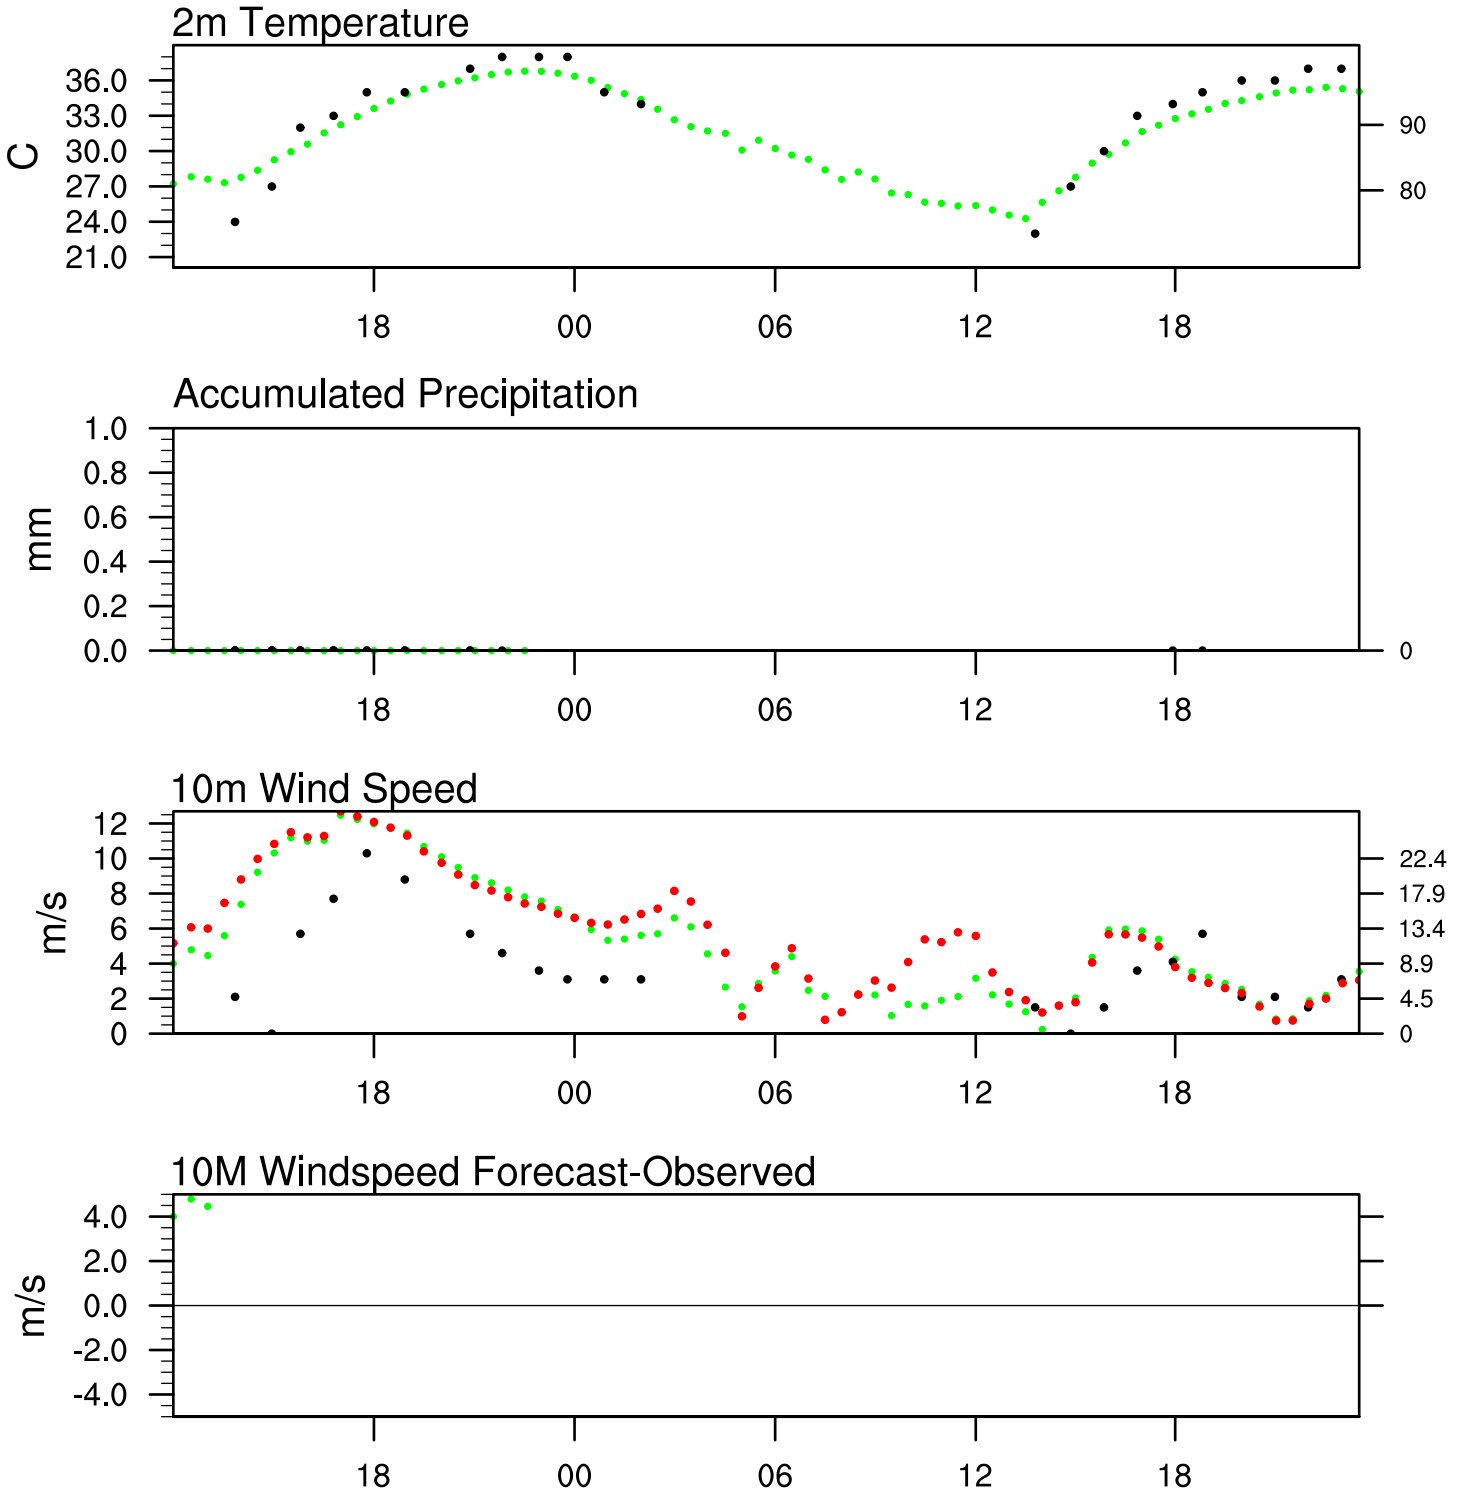 2m Temperature
36.0
33.0
30.0
27.0
24.0
21.0
C
90
80
18 00 06 12 18
Accumulated Precipitation
1.0
0.8
0.6
0.4
0.2
0.0
mm
0
18 00 06 12 18
10m Wind Speed
12
10
8
6
4
2
0
m/s
22.4
17.9
13.4
8.9
4.5
0
18 00 06 12 18
10M Windspeed Forecast-Observed
4.0
2.0
0.0
-2.0
-4.0
m/s
18 00 06 12 18